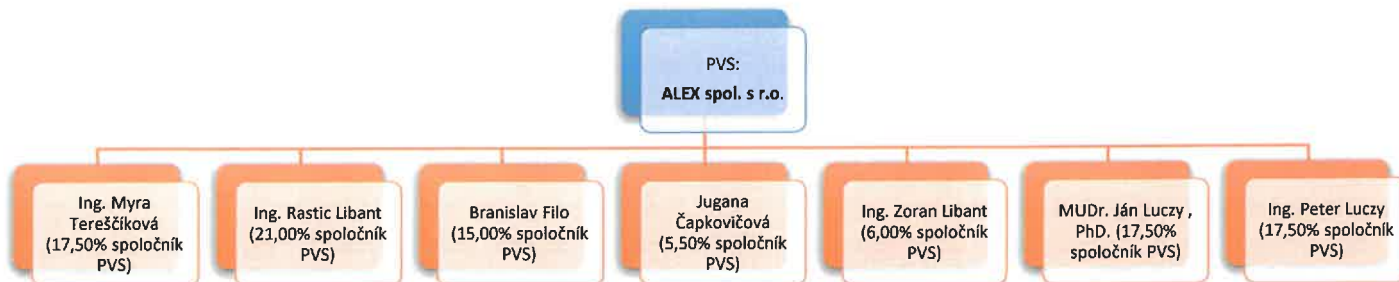 PVS:
ALEX spol. s r.o.
Ing. Myra
Tereščíková
(17,50% spoločník
PVS)
Ing. Rastic Libant
(21,00% spoločník
PVS)
Branislav Filo
(15,00% spoločník
PVS)
Jugana
Čapkovičová
(5,50% spoločník
PVS)
Ing. Zoran Libant
(6,00% spoločník
PVS)
MUDr. Ján Luczy ,
PhD. (17,50%
spoločník PVS)
Ing. Peter Luczy
(17,50% spoločník
PVS)